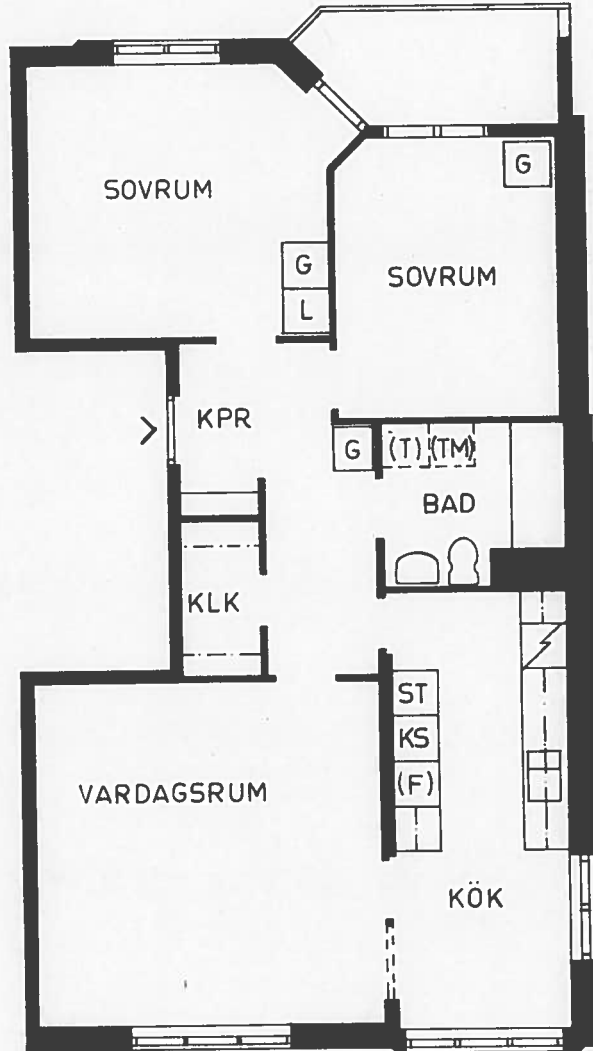 G
SOVRUM
SOVRUM
G
L
KPR
G
(T)
(TM)
BAD
KLK
ST
KS
(F)
VARDAGSRUM
KÖK